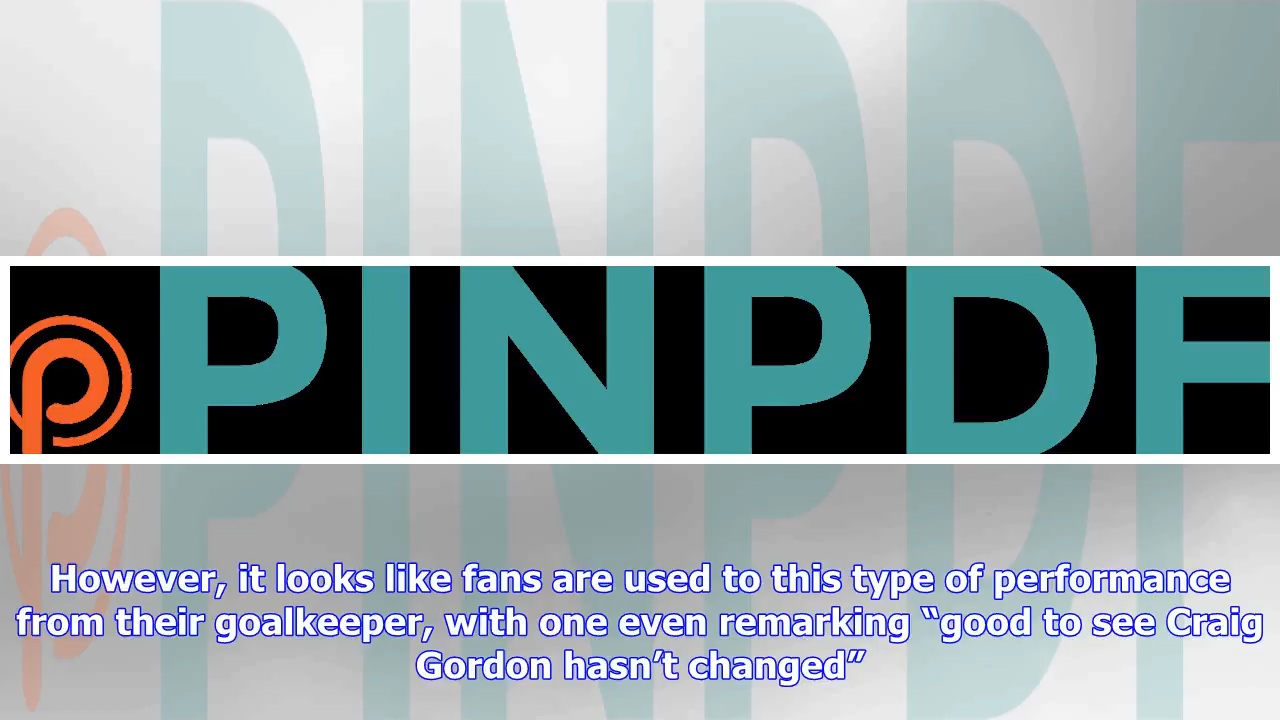 PINPDF
However, it looks like fans are used to this type of performance
from their goalkeeper, with one even remarking “good to see Craig
Gordon hasn’t changed”